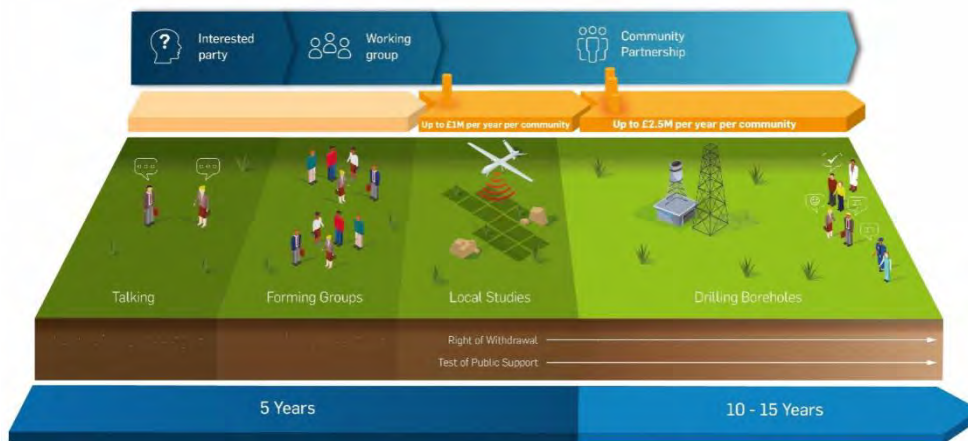 Interested
party
Working
group
Community
Partnership
Up to £1M per year per community
Up to £2.5M per year per community
Talking
Forming Groups
Local Studies
Drilling Boreholes
Right of Withdrawal
Test of Public Support
5 Years
10 - 15 Years